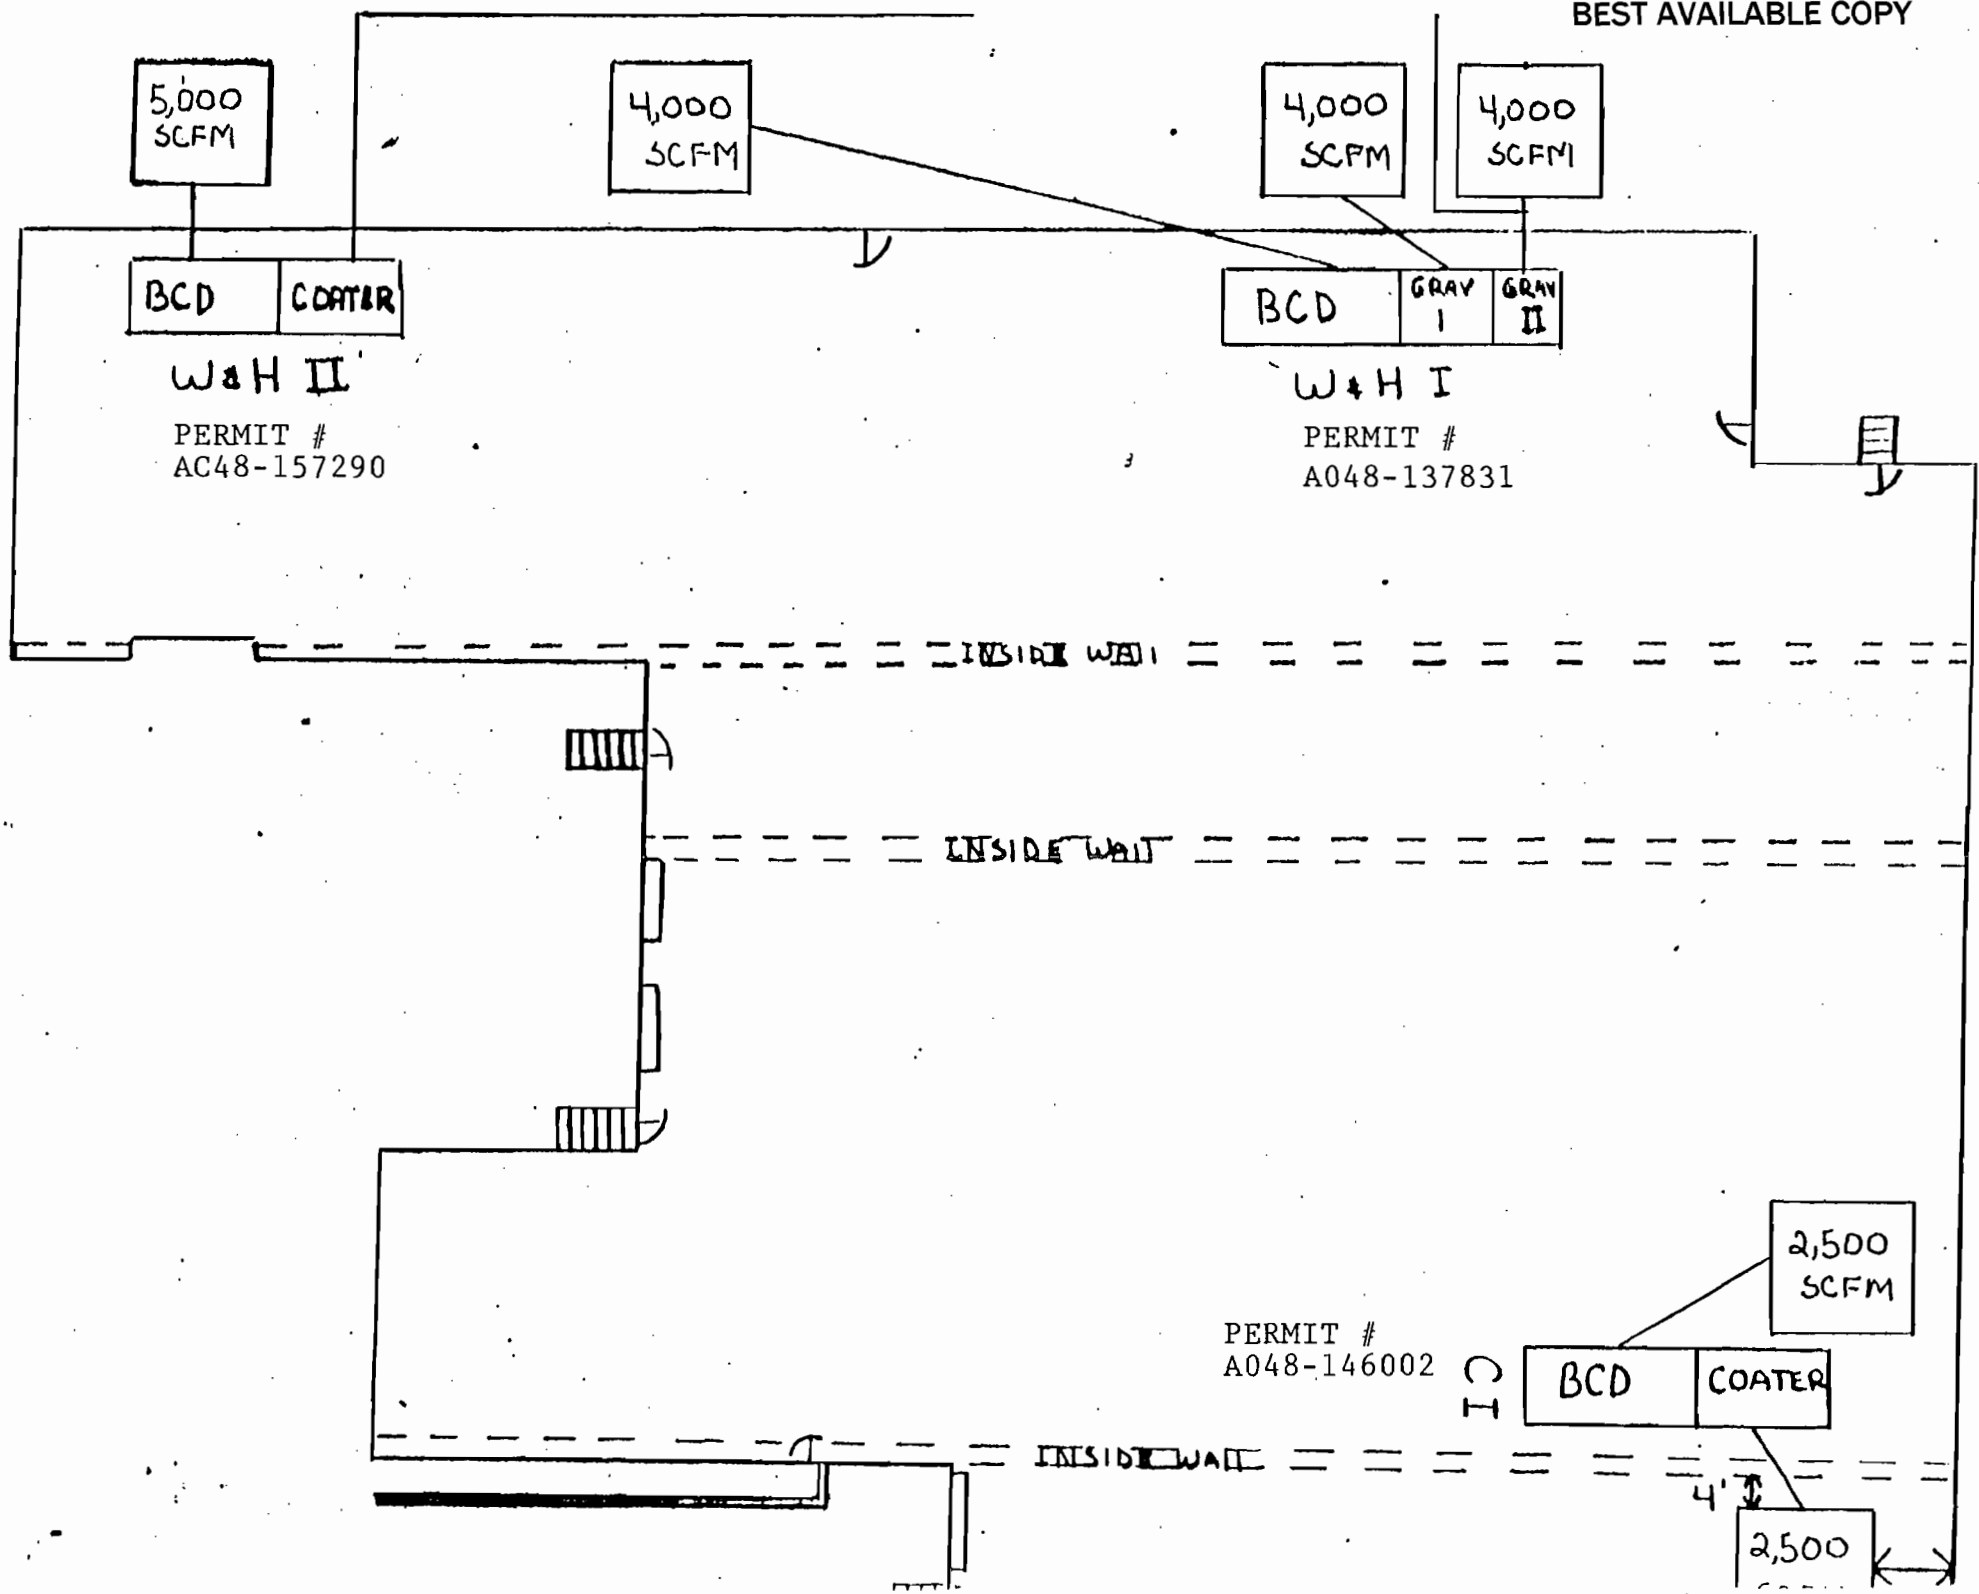 BEST AVAILABLE COPY
5,000
SCFM
4,000
SCFM
4,000
SCFM
4,000
SCFM
BCD
COATER
BCD
GRAV
I
GRAV
II
W & H II
W & H I
PERMIT #
AC48-157290
PERMIT #
A048-137831
INSIDE WALL
INSIDE WALL
2,500
SCFM
PERMIT #
A048-146002
CI
BCD
COATER
INSIDE WALL
4'
2,500